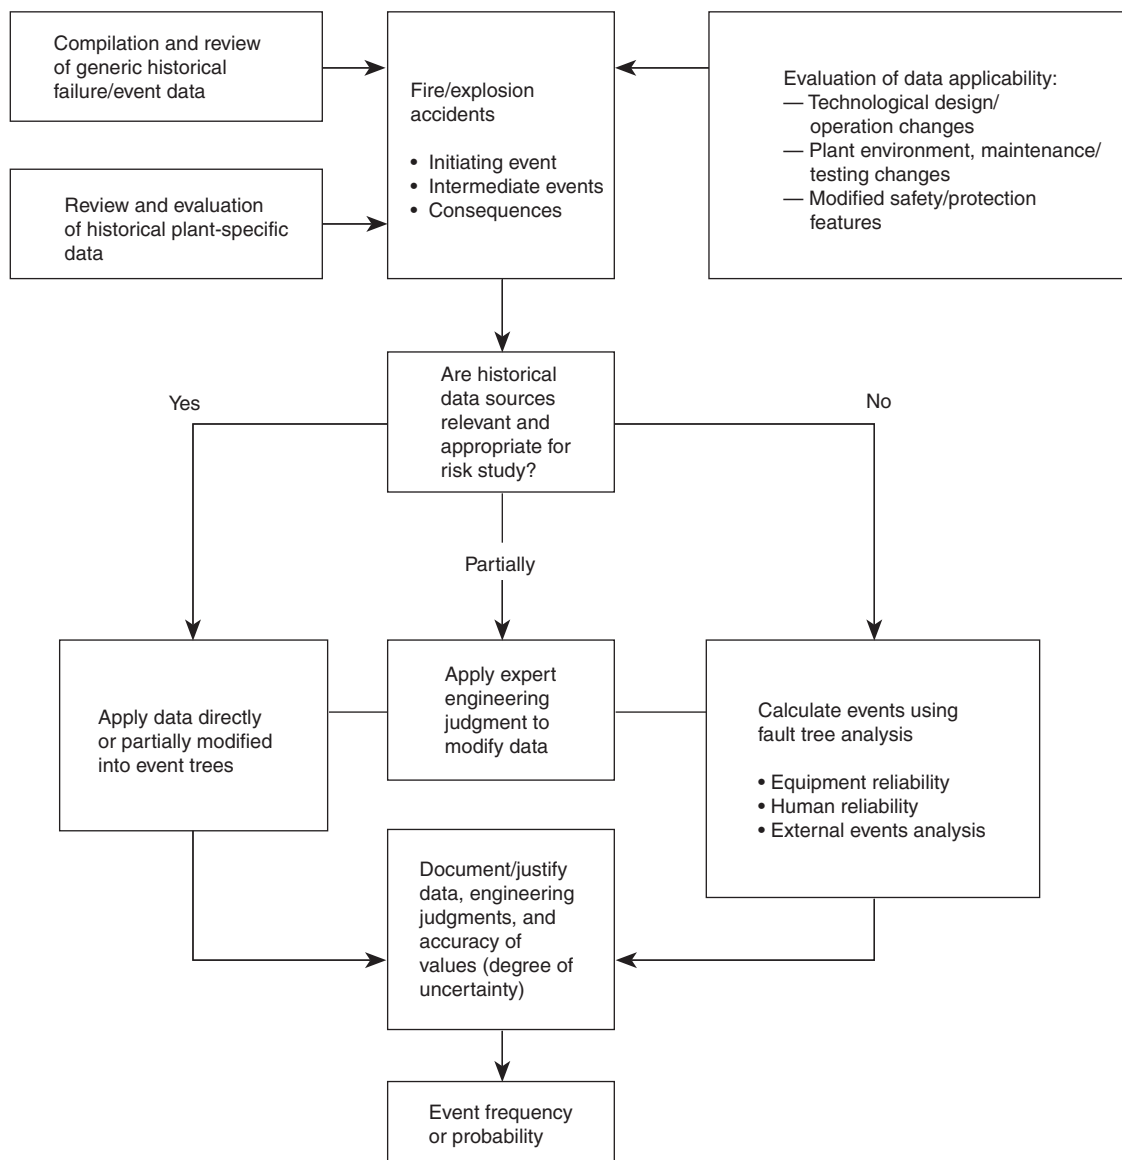 Compilation and review
of generic historical
failure/event data
Review and evaluation
of historical plant-specific
data
Fire/explosion
accidents
• Initiating event
• Intermediate events
• Consequences
Evaluation of data applicability:
— Technological design/
operation changes
— Plant environment, maintenance/
testing changes
— Modified safety/protection
features
Are historical
data sources
relevant and
appropriate for
risk study?
Yes
No
Partially
Apply data directly
or partially modified
into event trees
Apply expert
engineering
judgment to
modify data
Calculate events using
fault tree analysis
• Equipment reliability
• Human reliability
• External events analysis
Document/justify
data, engineering
judgments, and
accuracy of
values (degree of
uncertainty)
Event frequency
or probability